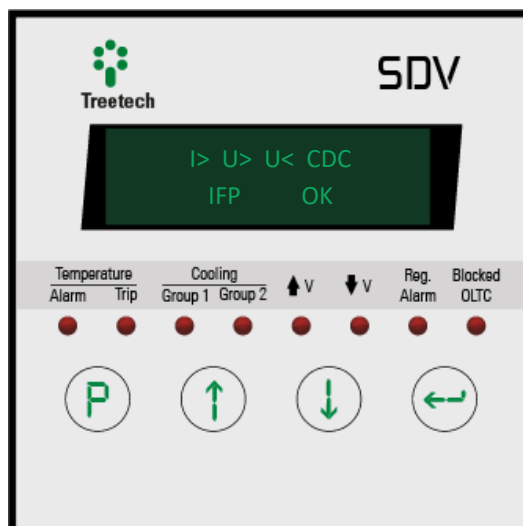 Treetech
SDV
I> U> U< CDC
IFP OK
Temperature
Alarm Trip
Cooling
Group 1 Group 2
V
V
Reg.
Alarm
Blocked
OLTC
P